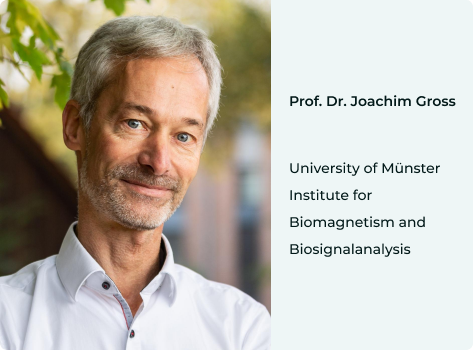 Prof. Dr. Joachim Gross
University of Münster
Institute for
Biomagnetism and
Biosignalanalysis